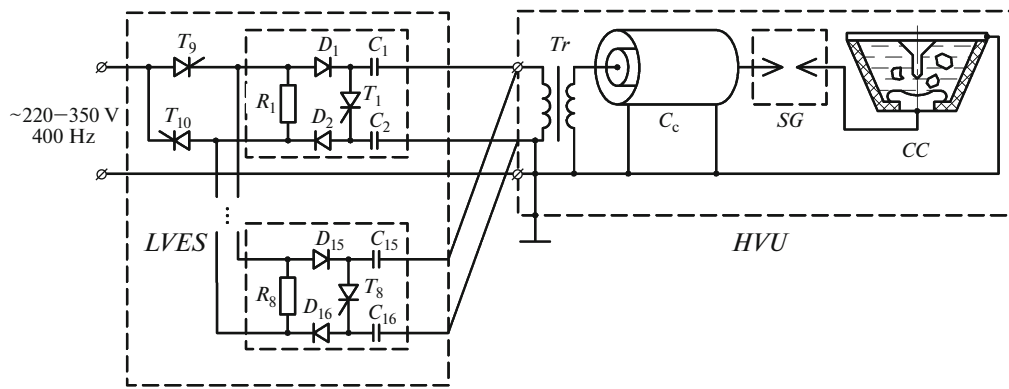 T9
D1
C1
Tr
~220–350 V
400 Hz
R1
T1
T10
D2
C2
Cc
SG
CC
...
LVES
D15
C15
HVU
R8
T8
D16
C16